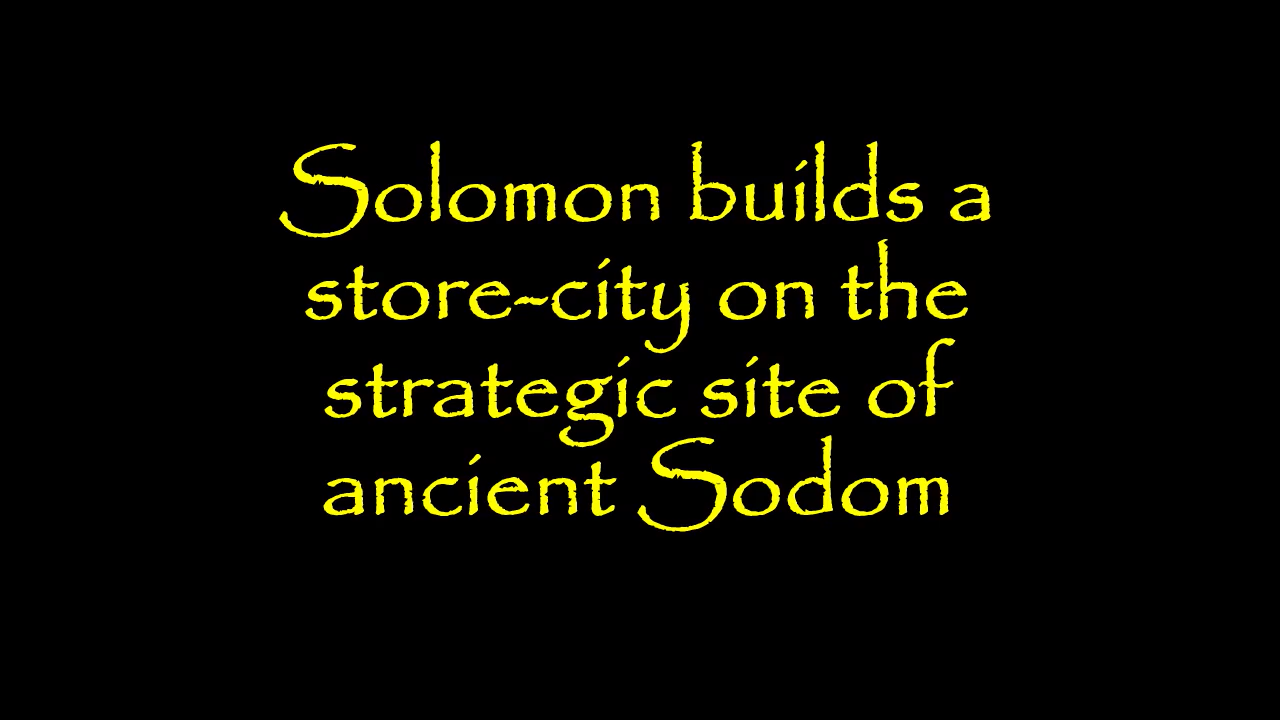 Solomon builds a
store-city on the
strategic site of
ancient Sodom